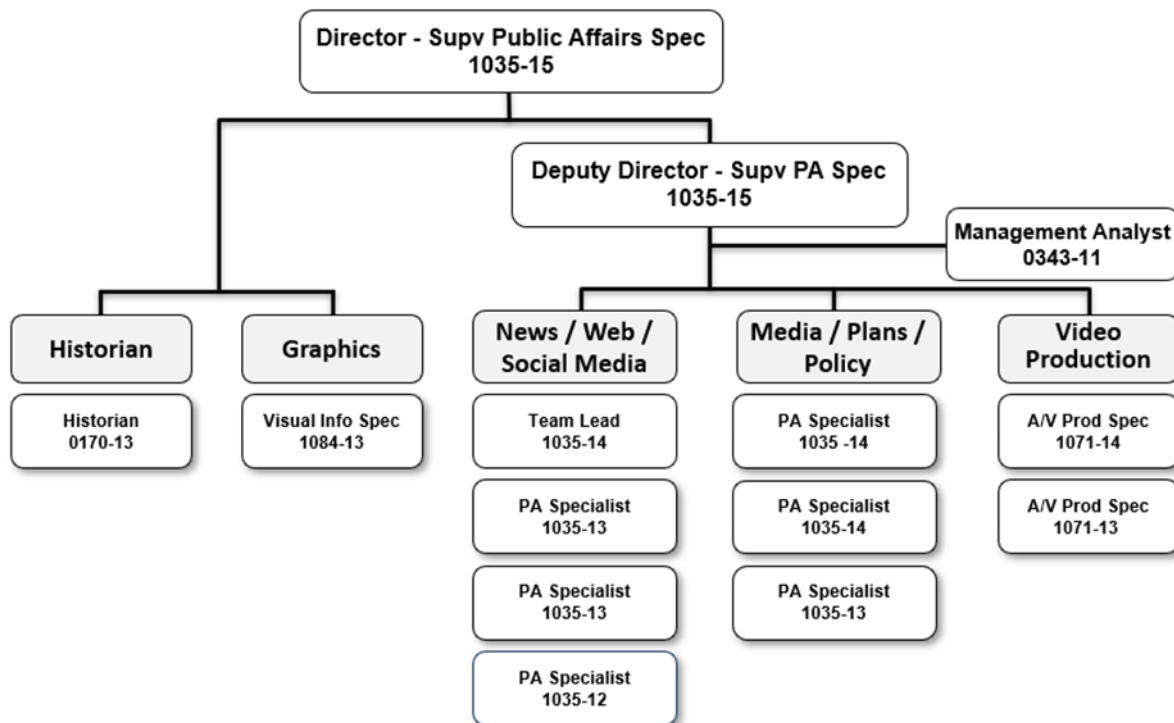 Director - Supv Public Affairs Spec
1035-15
Deputy Director - Supv PA Spec
1035-15
Management Analyst
0343-11
Historian
Historian
0170-13
Graphics
Visual Info Spec
1084-13
News / Web /
Social Media
Team Lead
1035-14
PA Specialist
1035-13
PA Specialist
1035-13
PA Specialist
1035-12
Media / Plans /
Policy
PA Specialist
1035 -14
PA Specialist
1035-14
PA Specialist
1035-13
Video
Production
A/V Prod Spec
1071-14
A/V Prod Spec
1071-13